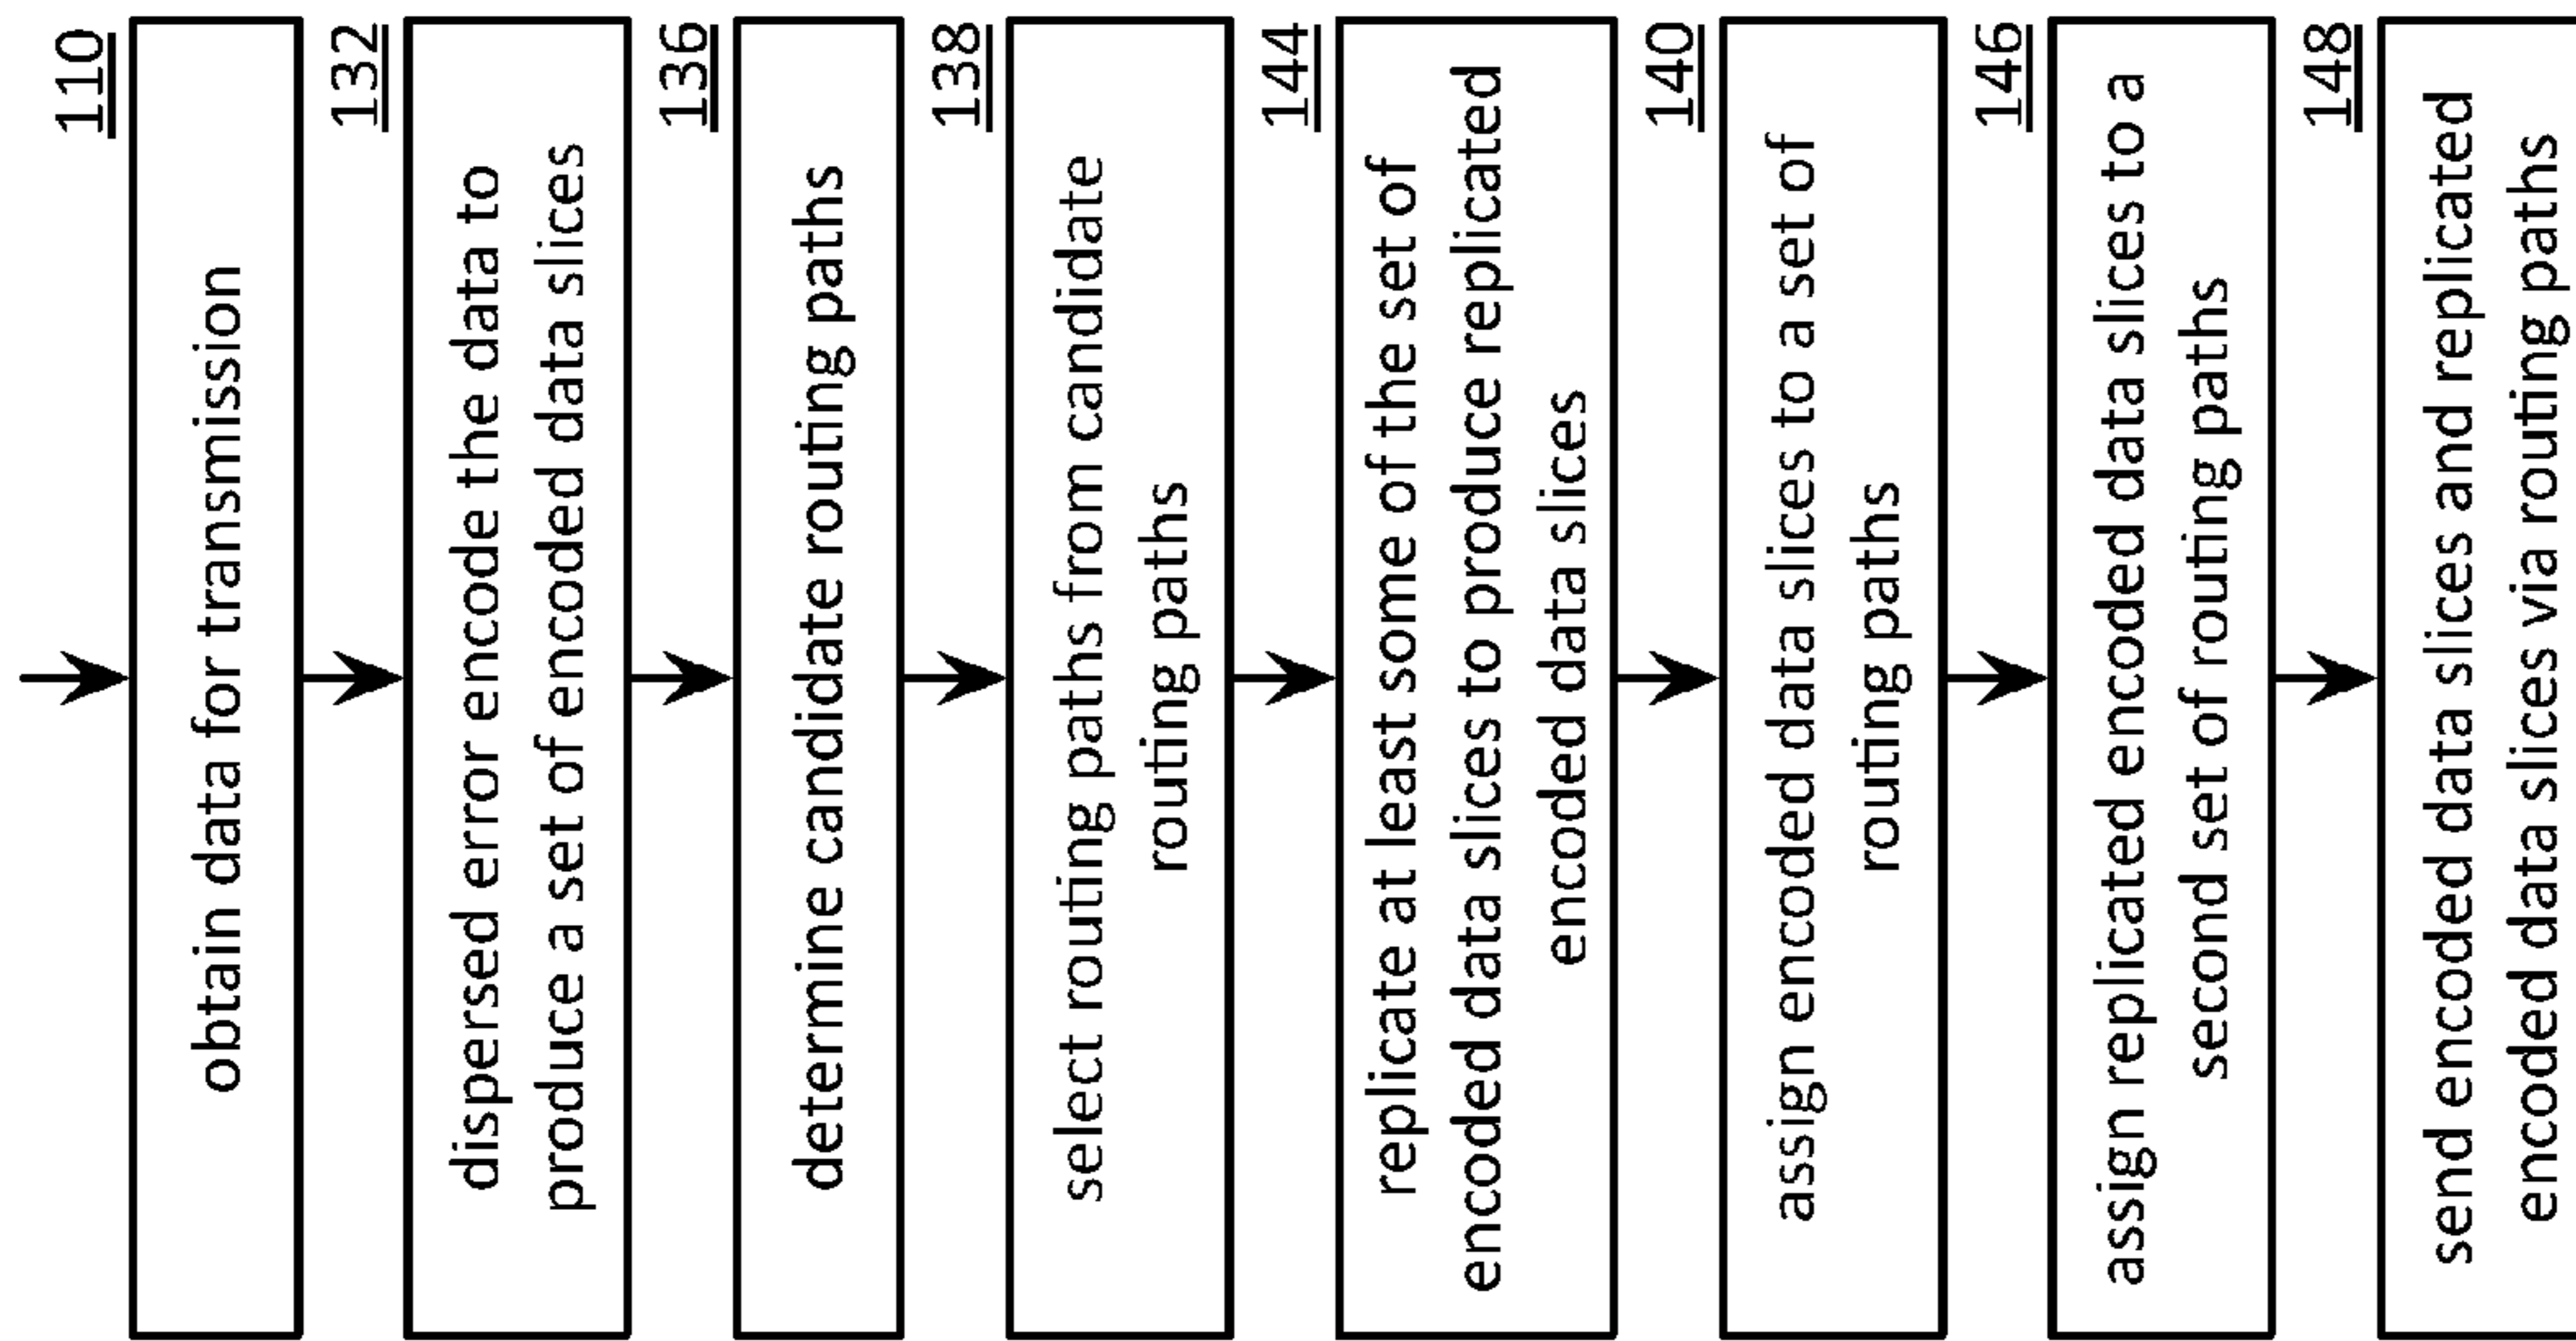 110
obtain data for transmission
132
dispersed error encode the data to
produce a set of encoded data slices
136
determine candidate routing paths
138
select routing paths from candidate
routing paths
144
replicate at least some of the set of
encoded data slices to produce replicated
encoded data slices
140
assign encoded data slices to a set of
routing paths
146
assign replicated encoded data slices to a
second set of routing paths
148
send encoded data slices and replicated
encoded data slices via routing paths